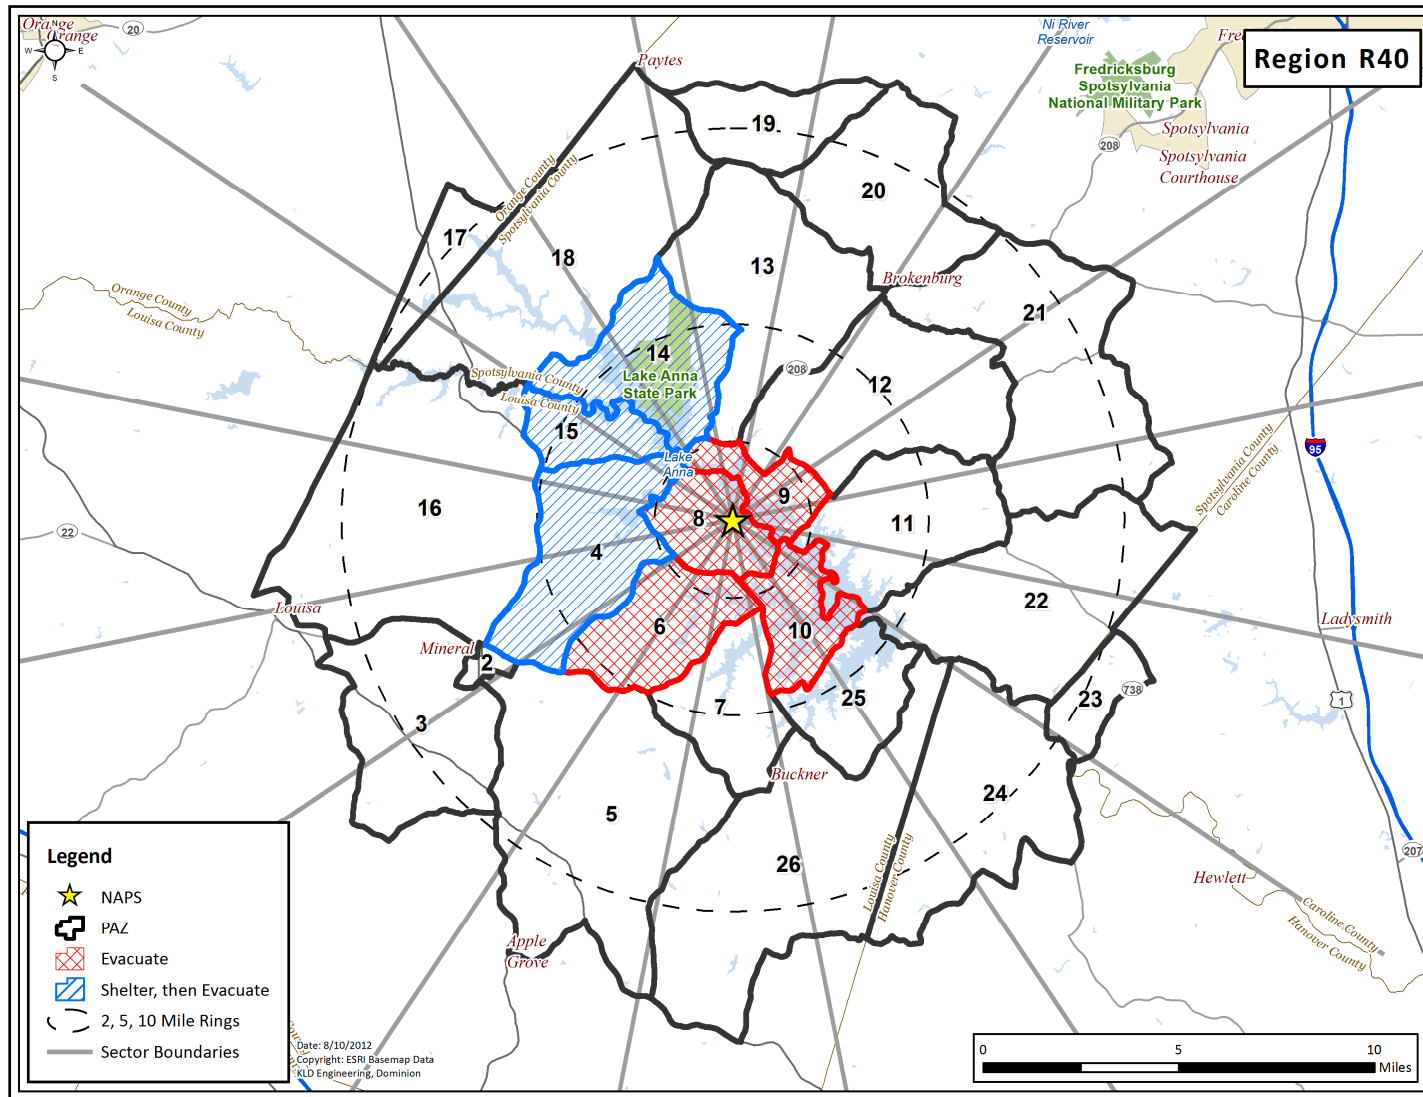 Orange
Orange
20
N
W
E
S
Paytes
Ni River
Reservoir
Region R40
Fredricksburg
Spotsylvania
National Military Park
208
Spotsylvania
Spotsylvania
Courthouse
19
20
Orange County
Spotsylvania County
17
18
13
Brokenburg
21
Orange County
Louisa County
14
Lake Anna
State Park
208
12
Spotsylvania County
Louisa County
15
Lake
Anna
95
Spotsylvania County
Caroline County
16
8
9
11
22
4
Louisa
6
10
22
Ladysmith
Mineral
2
7
25
23
738
1
3
Buckner
5
24
26
Louisa County
Hanover County
207
Hewlett
Caroline County
Hanover County
Apple
Grove
Legend
NAPS
PAZ
Evacuate
Shelter, then Evacuate
2, 5, 10 Mile Rings
Sector Boundaries
Date: 8/10/2012
Copyright: ESRI Basemap Data
KLD Engineering, Dominion
0
5
10
Miles